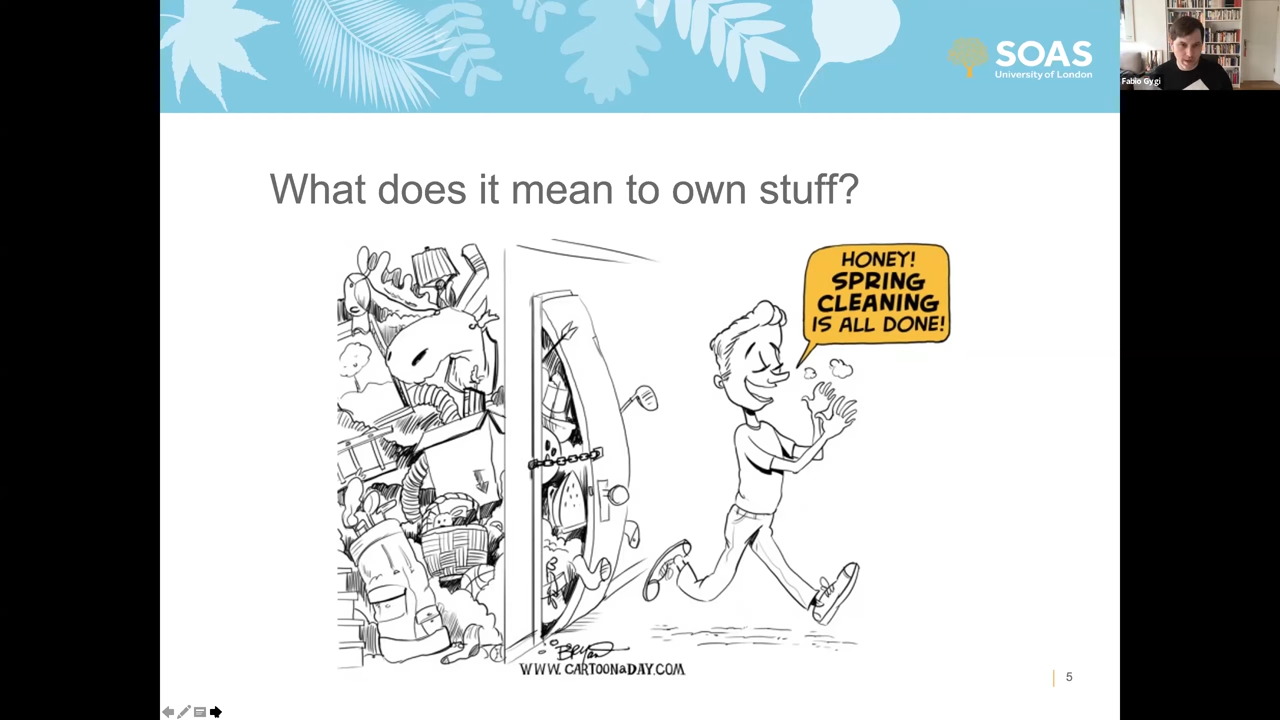 SOAS
University of London
Fabio Gygi
What does it mean to own stuff?
HONEY!
SPRING
CLEANING
IS ALL DONE!
BRYan
WWW.CARTOONaDAY.COM
5